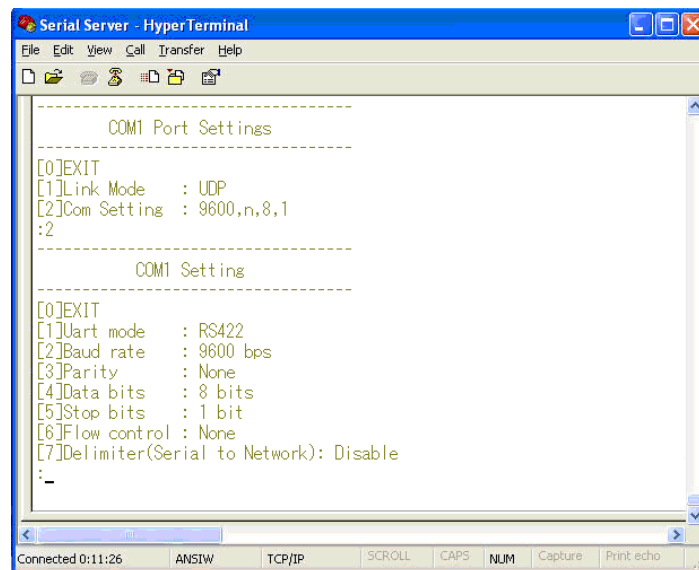 Serial Server - HyperTerminal
File Edit View Call Transfer Help
----------------------------------
COM1 Port Settings
----------------------------------
[0]EXIT
[1]Link Mode : UDP
[2]Com Setting : 9600,n,8,1
:2
----------------------------------
COM1 Setting
----------------------------------
[0]EXIT
[1]Uart mode : RS422
[2]Baud rate : 9600 bps
[3]Parity : None
[4]Data bits : 8 bits
[5]Stop bits : 1 bit
[6]Flow control : None
[7]Delimiter(Serial to Network): Disable
:_
Connected 0:11:26 ANSIW TCP/IP SCROLL CAPS NUM Capture Print echo